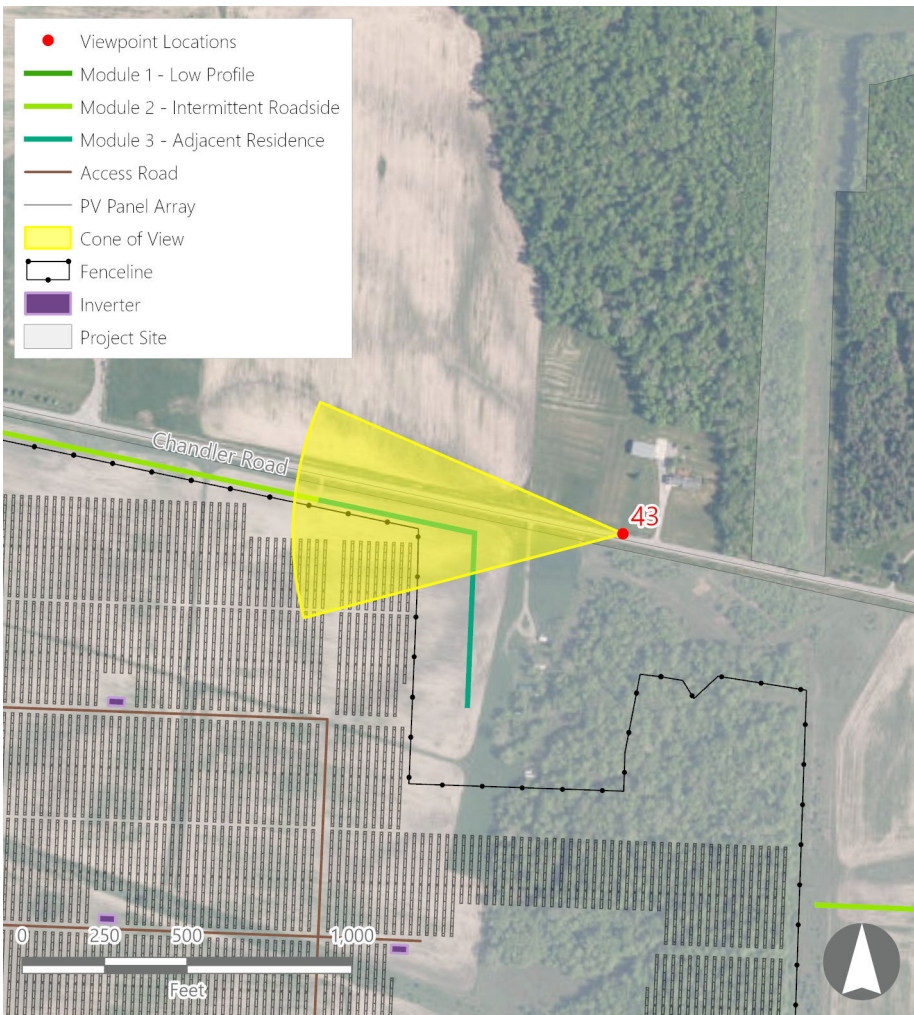 Viewpoint Locations
Module 1 - Low Profile
Module 2 - Intermittent Roadside
Module 3 - Adjacent Residence
Access Road
PV Panel Array
Cone of View
Fenceline
Inverter
Project Site
Chandler Road
43
0 250 500 1,000
Feet